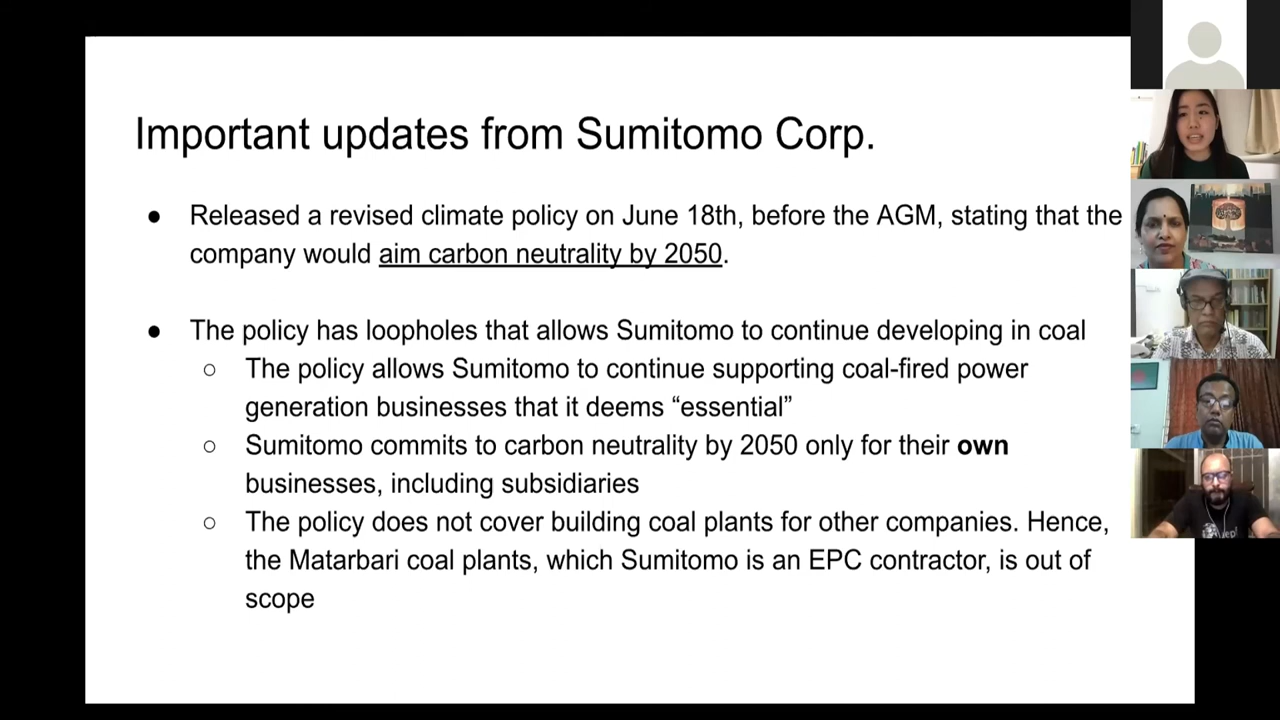 Important updates from Sumitomo Corp.
● Released a revised climate policy on June 18th, before the AGM, stating that the
company would aim carbon neutrality by 2050.
● The policy has loopholes that allows Sumitomo to continue developing in coal
○ The policy allows Sumitomo to continue supporting coal-fired power
generation businesses that it deems “essential”
○ Sumitomo commits to carbon neutrality by 2050 only for their own
businesses, including subsidiaries
○ The policy does not cover building coal plants for other companies. Hence,
the Matarbari coal plants, which Sumitomo is an EPC contractor, is out of
scope